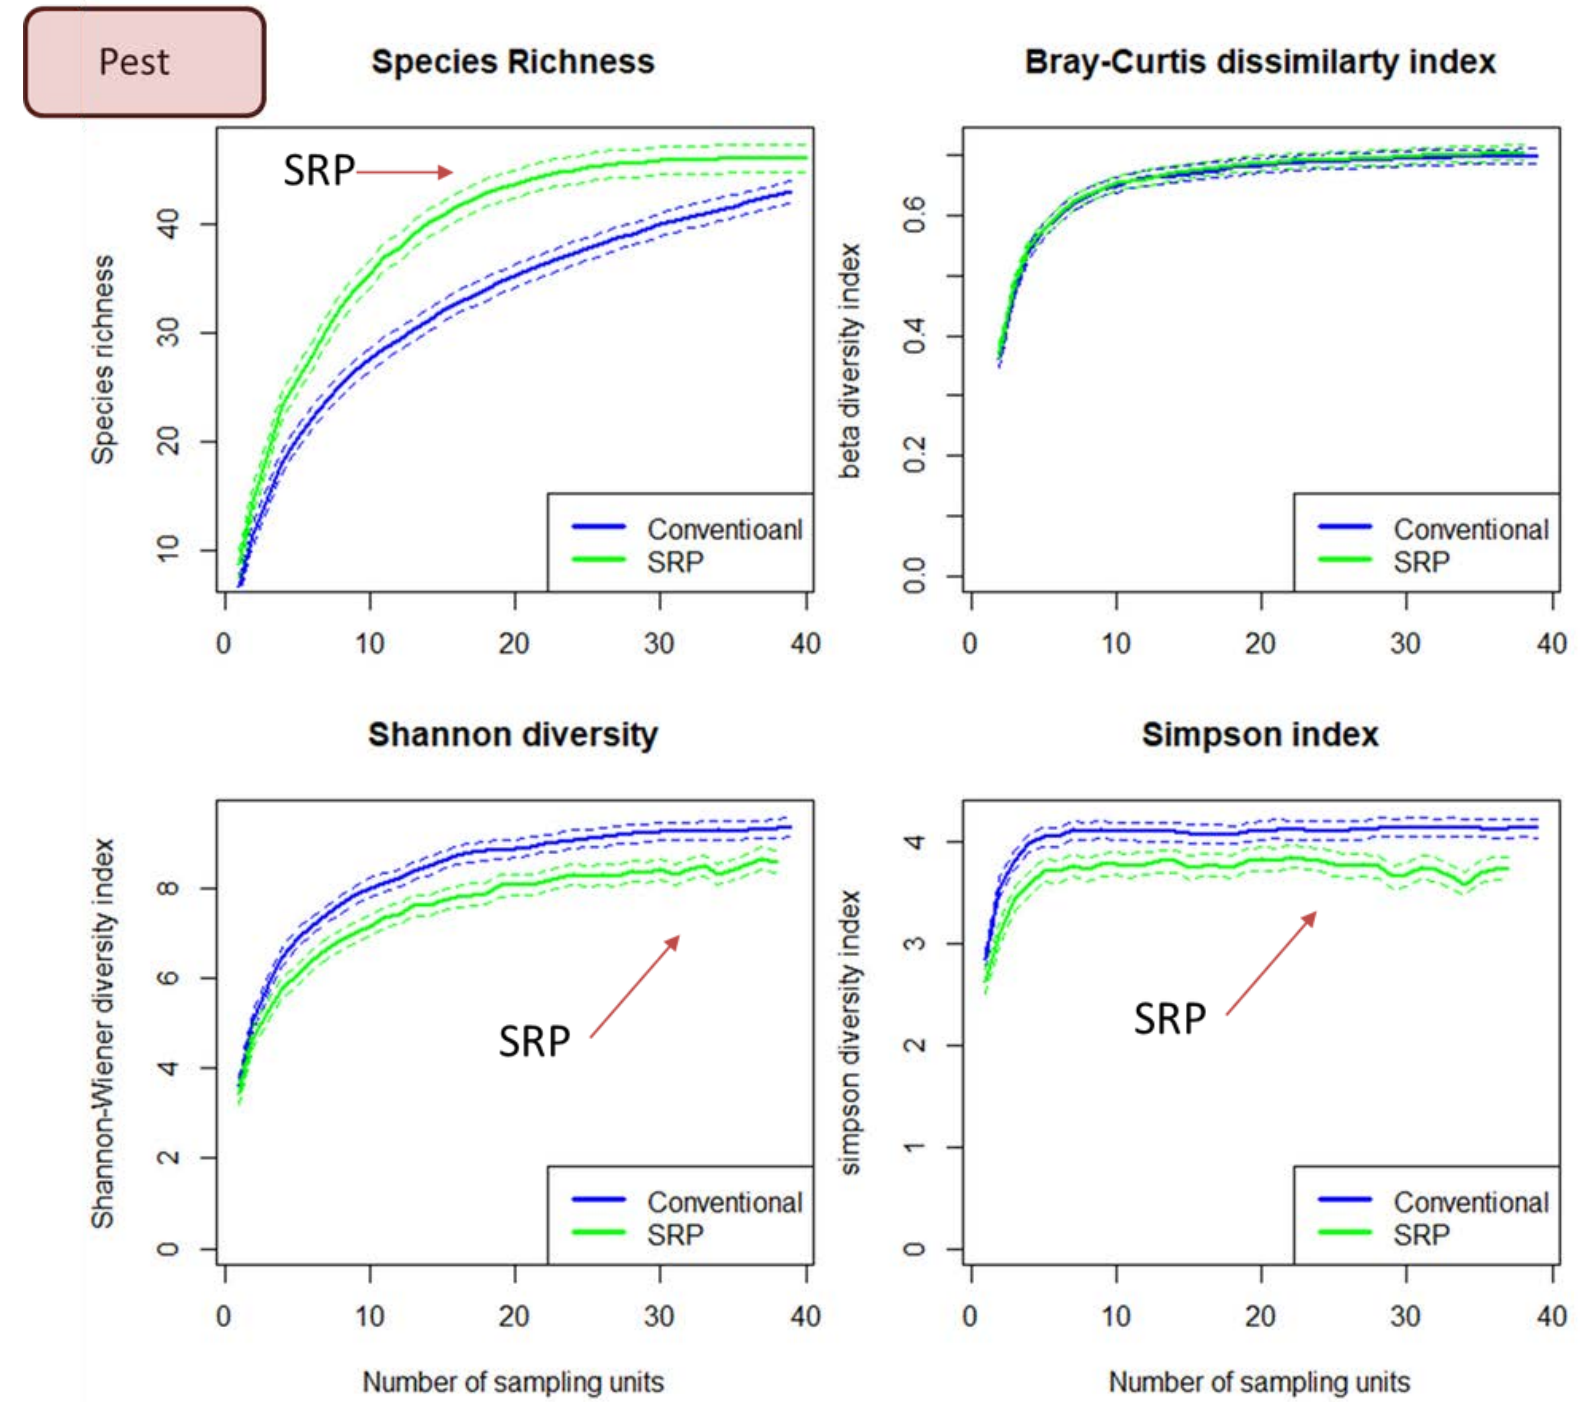 Pest
Species Richness
SRP
Species richness
40
30
20
10
Conventioanl
SRP
0 10 20 30 40
Bray-Curtis dissimilarty index
beta diversity index
0.6
0.4
0.2
0.0
Conventional
SRP
0 10 20 30 40
Shannon diversity
Shannon-Wiener diversity index
8
6
4
2
0
SRP
Conventional
SRP
0 10 20 30 40
Number of sampling units
Simpson index
simpson diversity index
4
3
2
1
0
SRP
Conventional
SRP
0 10 20 30 40
Number of sampling units